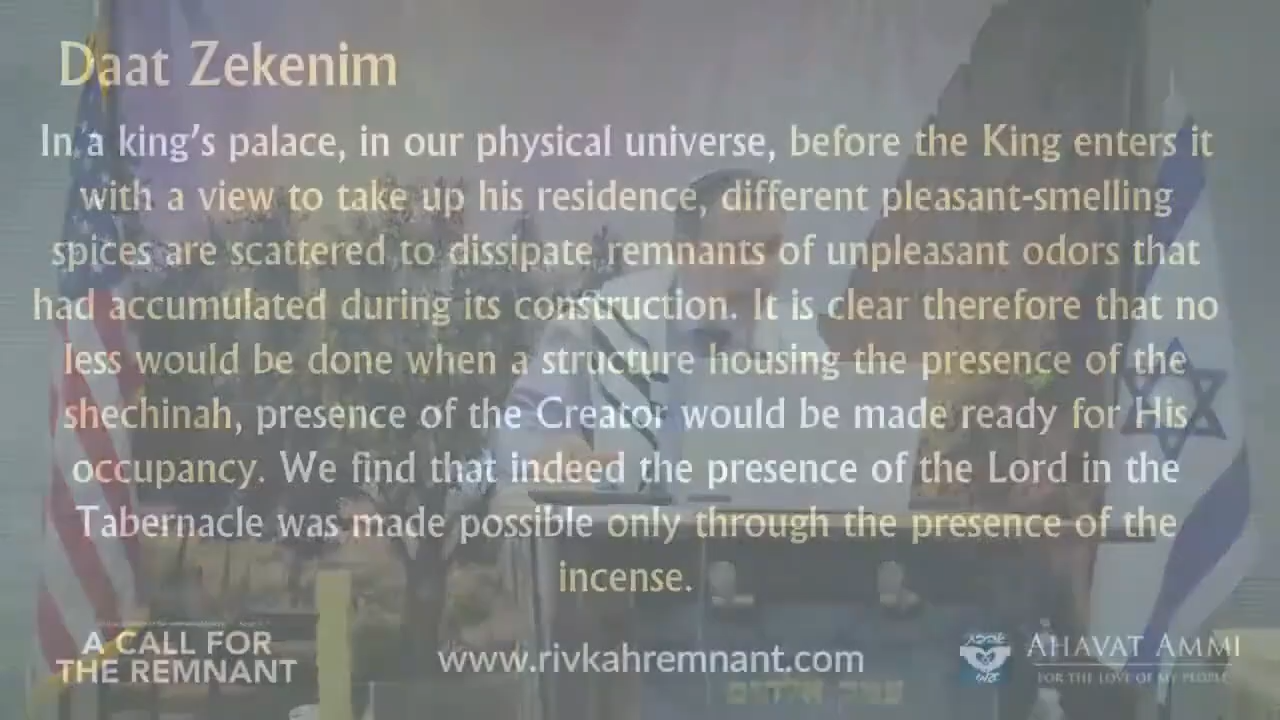 Daat Zekenim
In a king's palace, in our physical universe, before the King enters it
with a view to take up his residence, different pleasant-smelling
spices are scattered to dissipate remnants of unpleasant odors that
had accumulated during its construction. It is clear therefore that no
less would be done when a structure housing the presence of the
shechinah, presence of the Creator would be made ready for His
occupancy. We find that indeed the presence of the Lord in the
Tabernacle was made possible only through the presence of the
incense.
A CALL FOR
THE REMNANT
www.rivkahremnant.com
AHAVAT AMMI
FOR THE LOVE OF MY PEOPLE